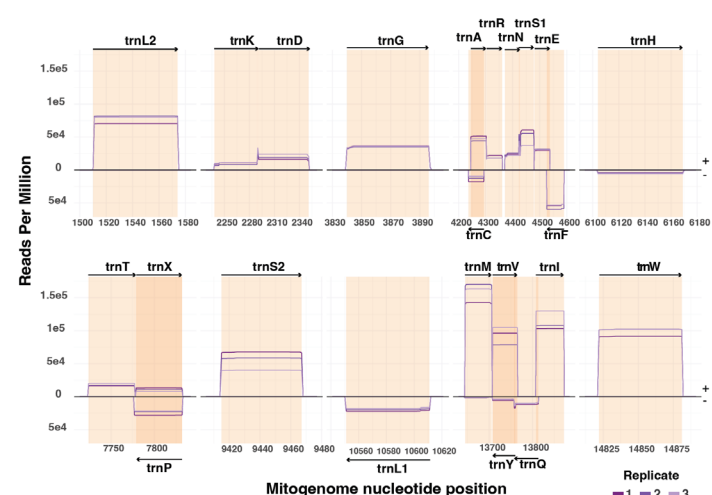 trnR trnS1
trnL2 trnK trnD trnG trnA trnN trnE trnH
1.5e5
1e5
5e4
0
5e4
+
-
1500 1520 1540 1560 1580 2250 2280 2310 2340 3830 3850 3870 3890 4200 4300 4400 4500 4600 6100 6120 6140 6160 6180
trnC trnF
Reads Per Million
trnT trnX trnS2 trnM trnV trnI trnW
1.5e5
1e5
5e4
0
5e4
+
-
7750 7800 9420 9440 9460 9480 10560 10580 10600 10620 13700 13800 14825 14850 14875
trnP trnL1 trnY trnQ
Mitogenome nucleotide position
Replicate
1 2 3